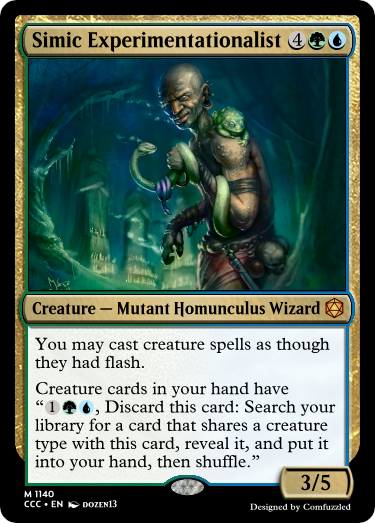 Simic Experimentationalist 4
Creature — Mutant Homunculus Wizard
You may cast creature spells as though
they had flash.
Creature cards in your hand have
“1, Discard this card: Search your
library for a card that shares a creature
type with this card, reveal it, and put it
into your hand, then shuffle.”
3/5
M 1140
CCC • EN DOZEN13
Designed by Comfuzzled